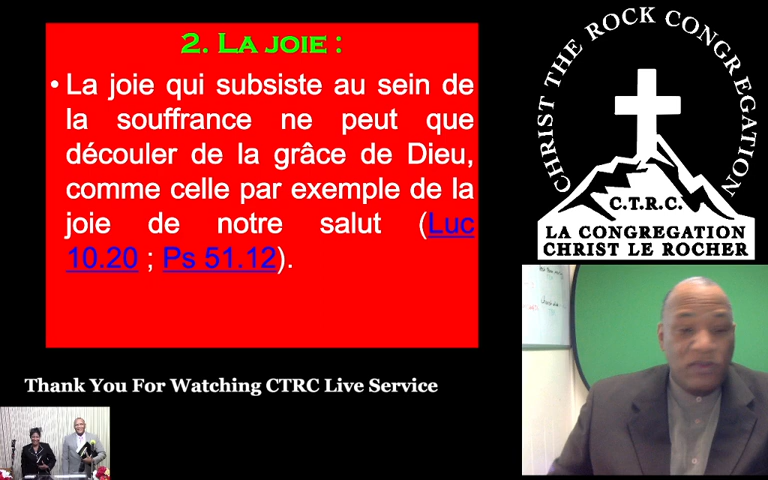 2. La joie :
• La joie qui subsiste au sein de
la souffrance ne peut que
découler de la grâce de Dieu,
comme celle par exemple de la
joie de notre salut (Luc
10.20 ; Ps 51.12).
CHRIST THE ROCK CONGREGATION
C.T.R.C.
LA CONGREGATION
CHRIST LE ROCHER
Thank You For Watching CTRC Live Service